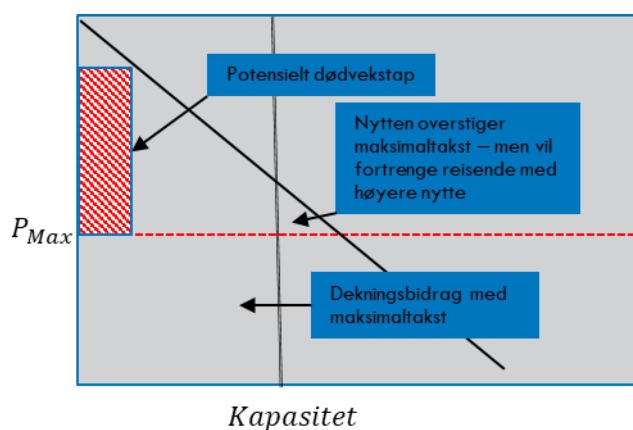 Potensielt dødvekstap
Nytten overstiger
maksimaltakst – men vil
fortrenge reisende med
høyere nytte
P_Max
Dekningsbidrag med
maksimaltakst
Kapasitet